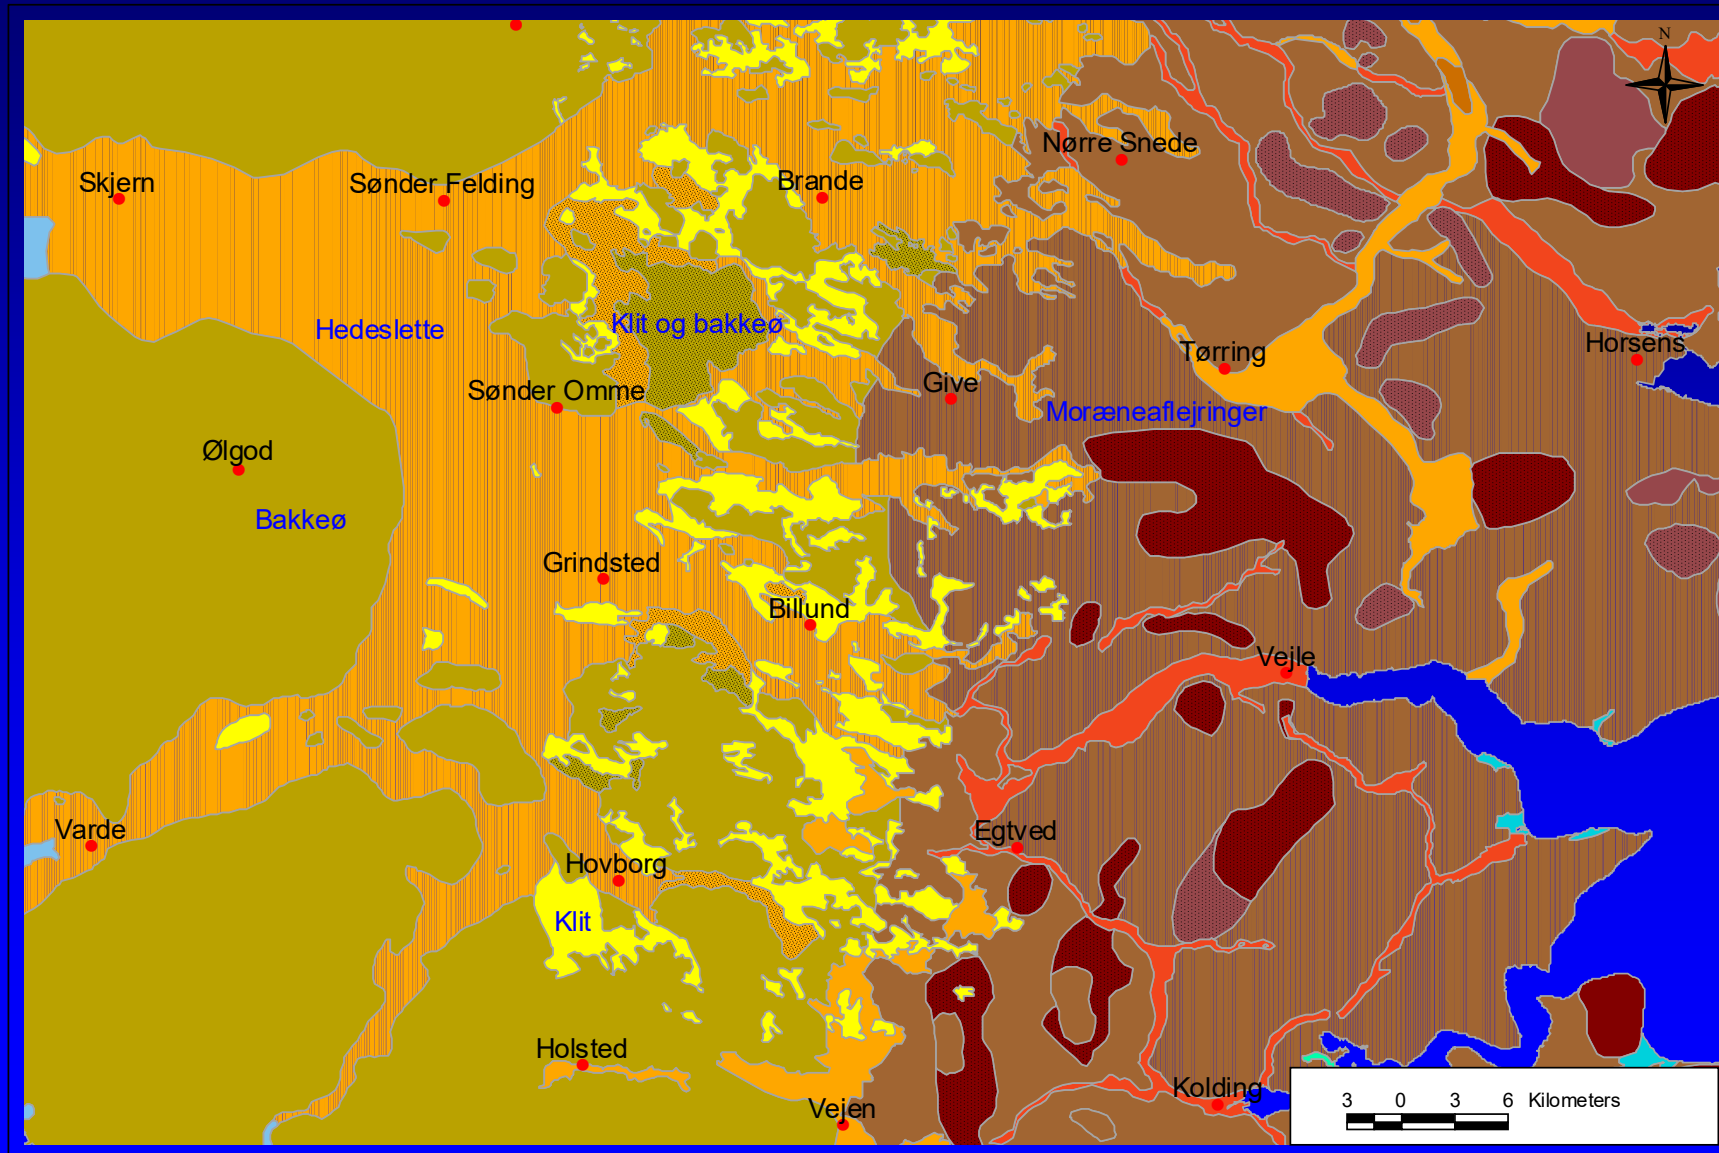 N
Nørre Snede
Skjern
Sønder Felding
Brande
Hedeslette
Klit og bakkeø
Tørring
Horsens
Sønder Omme
Give
Moræneaflejringer
Ølgod
Bakkeø
Grindsted
Billund
Vejle
Varde
Egtved
Hovborg
Klit
Holsted
Kolding
Vejen
3 0 3 6 Kilometers